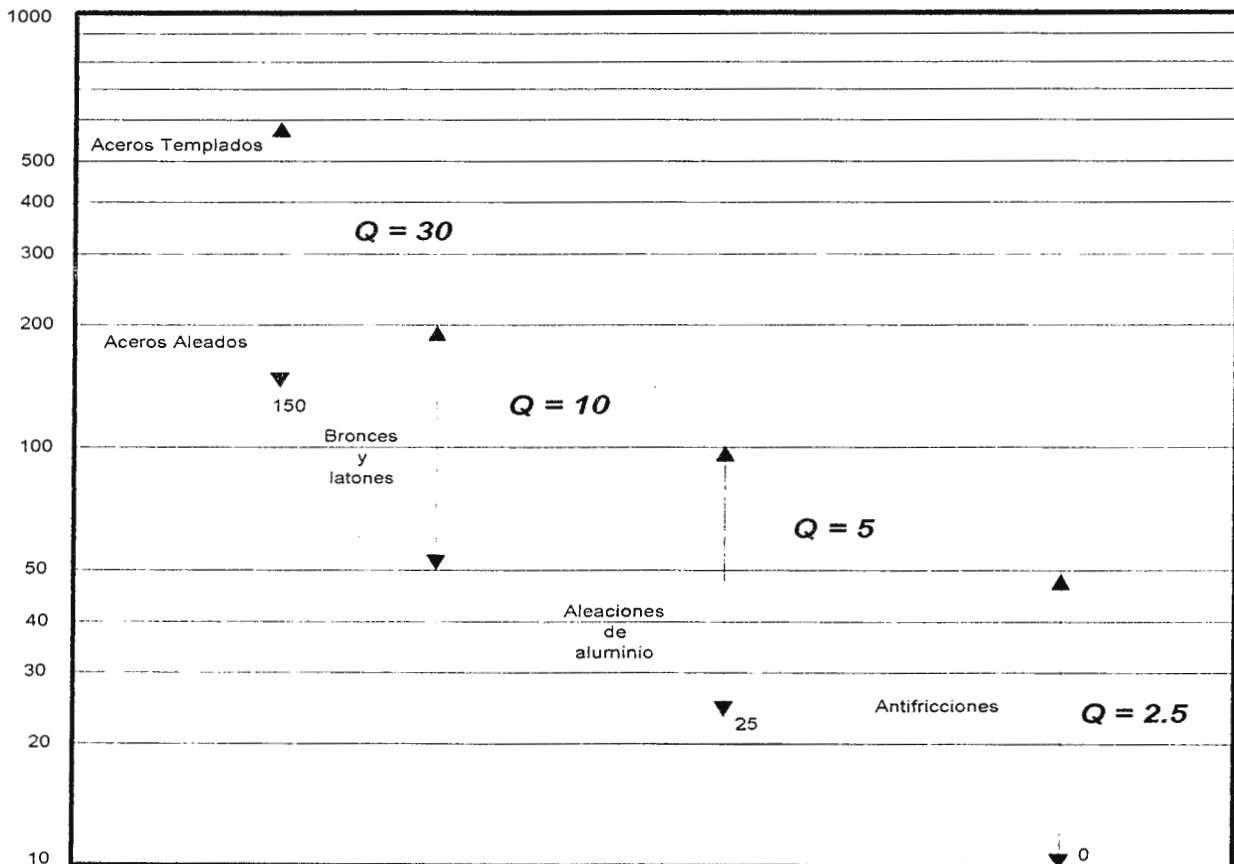 1000
Aceros Templados
500
400
Q = 30
300
200
Aceros Aleados
150
Q = 10
Bronces
y
latones
100
Q = 5
50
Aleaciones
de
aluminio
40
30
Antifricciones
Q = 2.5
25
20
10
0